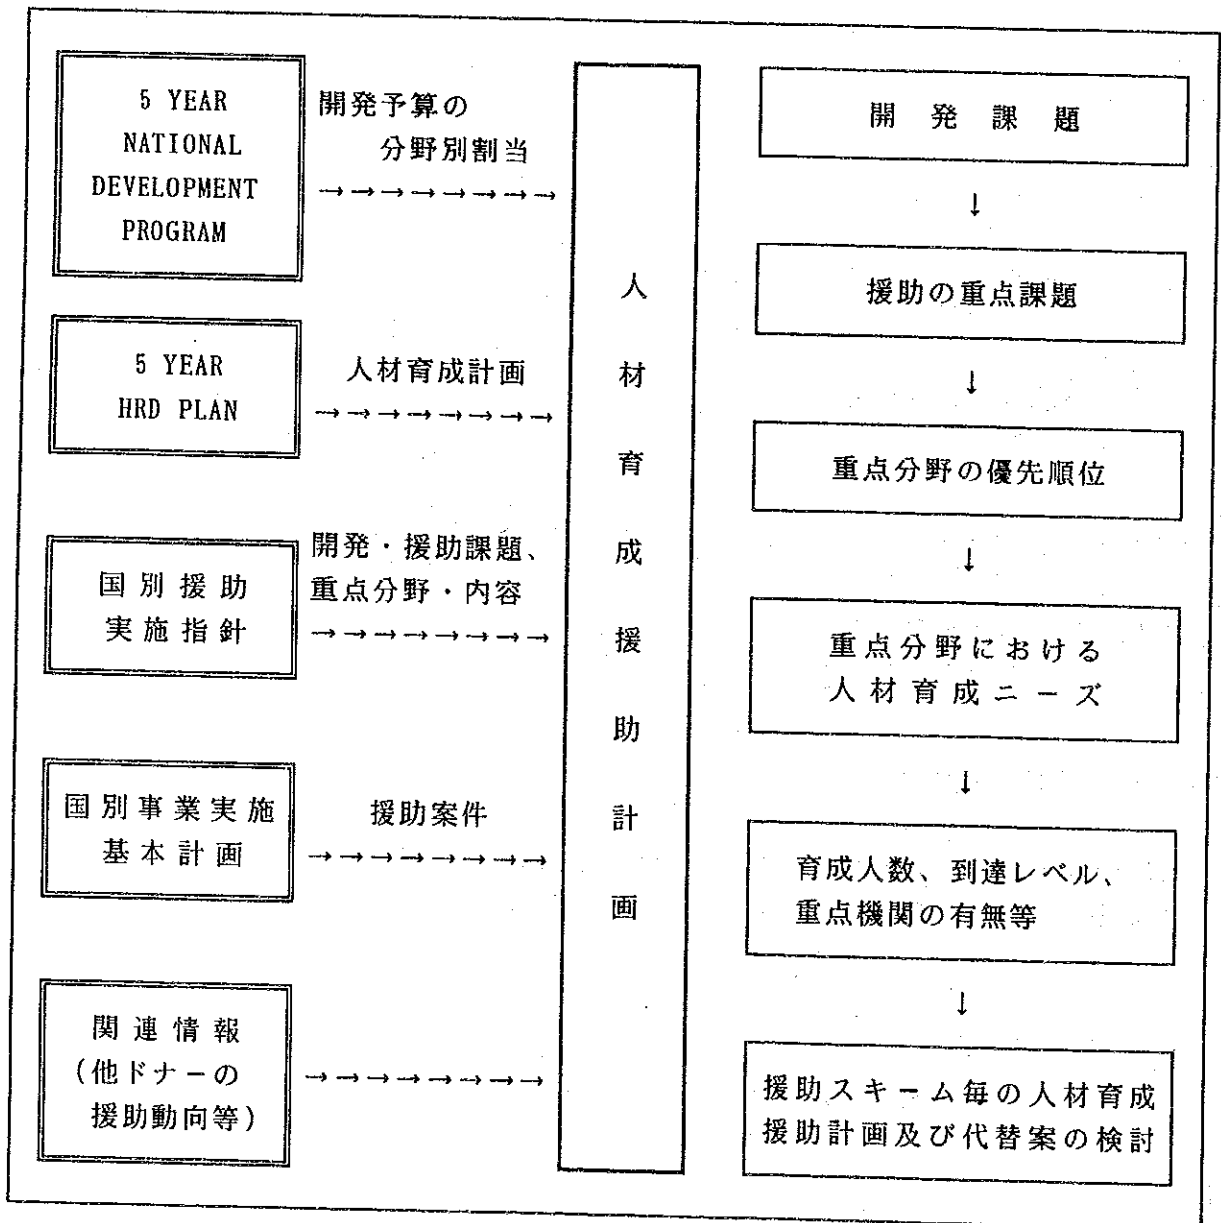 5 YEAR
NATIONAL
DEVELOPMENT
PROGRAM
開発予算の
分野別割当
→→→→→→→→
5 YEAR
HRD PLAN
人材育成計画
→→→→→→→→
国別援助
実施指針
開発・援助課題、
重点分野・内容
→→→→→→→→
国別事業実施
基本計画
援助案件
→→→→→→→→
関連情報
(他ドナーの
援助動向等)
→→→→→→→→
人材育成援助計画
開発課題
↓
援助の重点課題
↓
重点分野の優先順位
↓
重点分野における
人材育成ニーズ
↓
育成人数、到達レベル、
重点機関の有無等
↓
援助スキーム毎の人材育成
援助計画及び代替案の検討